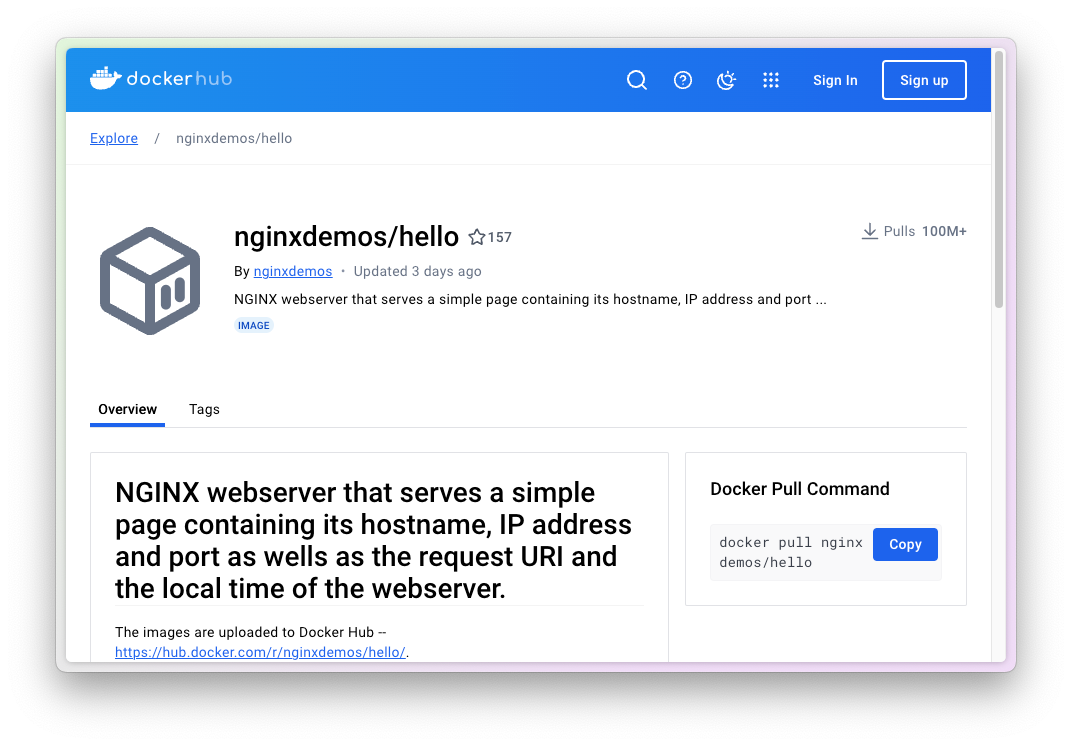 dockerhub
Sign In
Sign up
Explore / nginxdemos/hello
nginxdemos/hello 157
Pulls 100M+
By nginxdemos • Updated 3 days ago
NGINX webserver that serves a simple page containing its hostname, IP address and port ...
IMAGE
Overview
Tags
NGINX webserver that serves a simple
page containing its hostname, IP address
and port as wells as the request URI and
the local time of the webserver.
The images are uploaded to Docker Hub --
https://hub.docker.com/r/nginxdemos/hello/.
Docker Pull Command
docker pull nginx
demos/hello
Copy